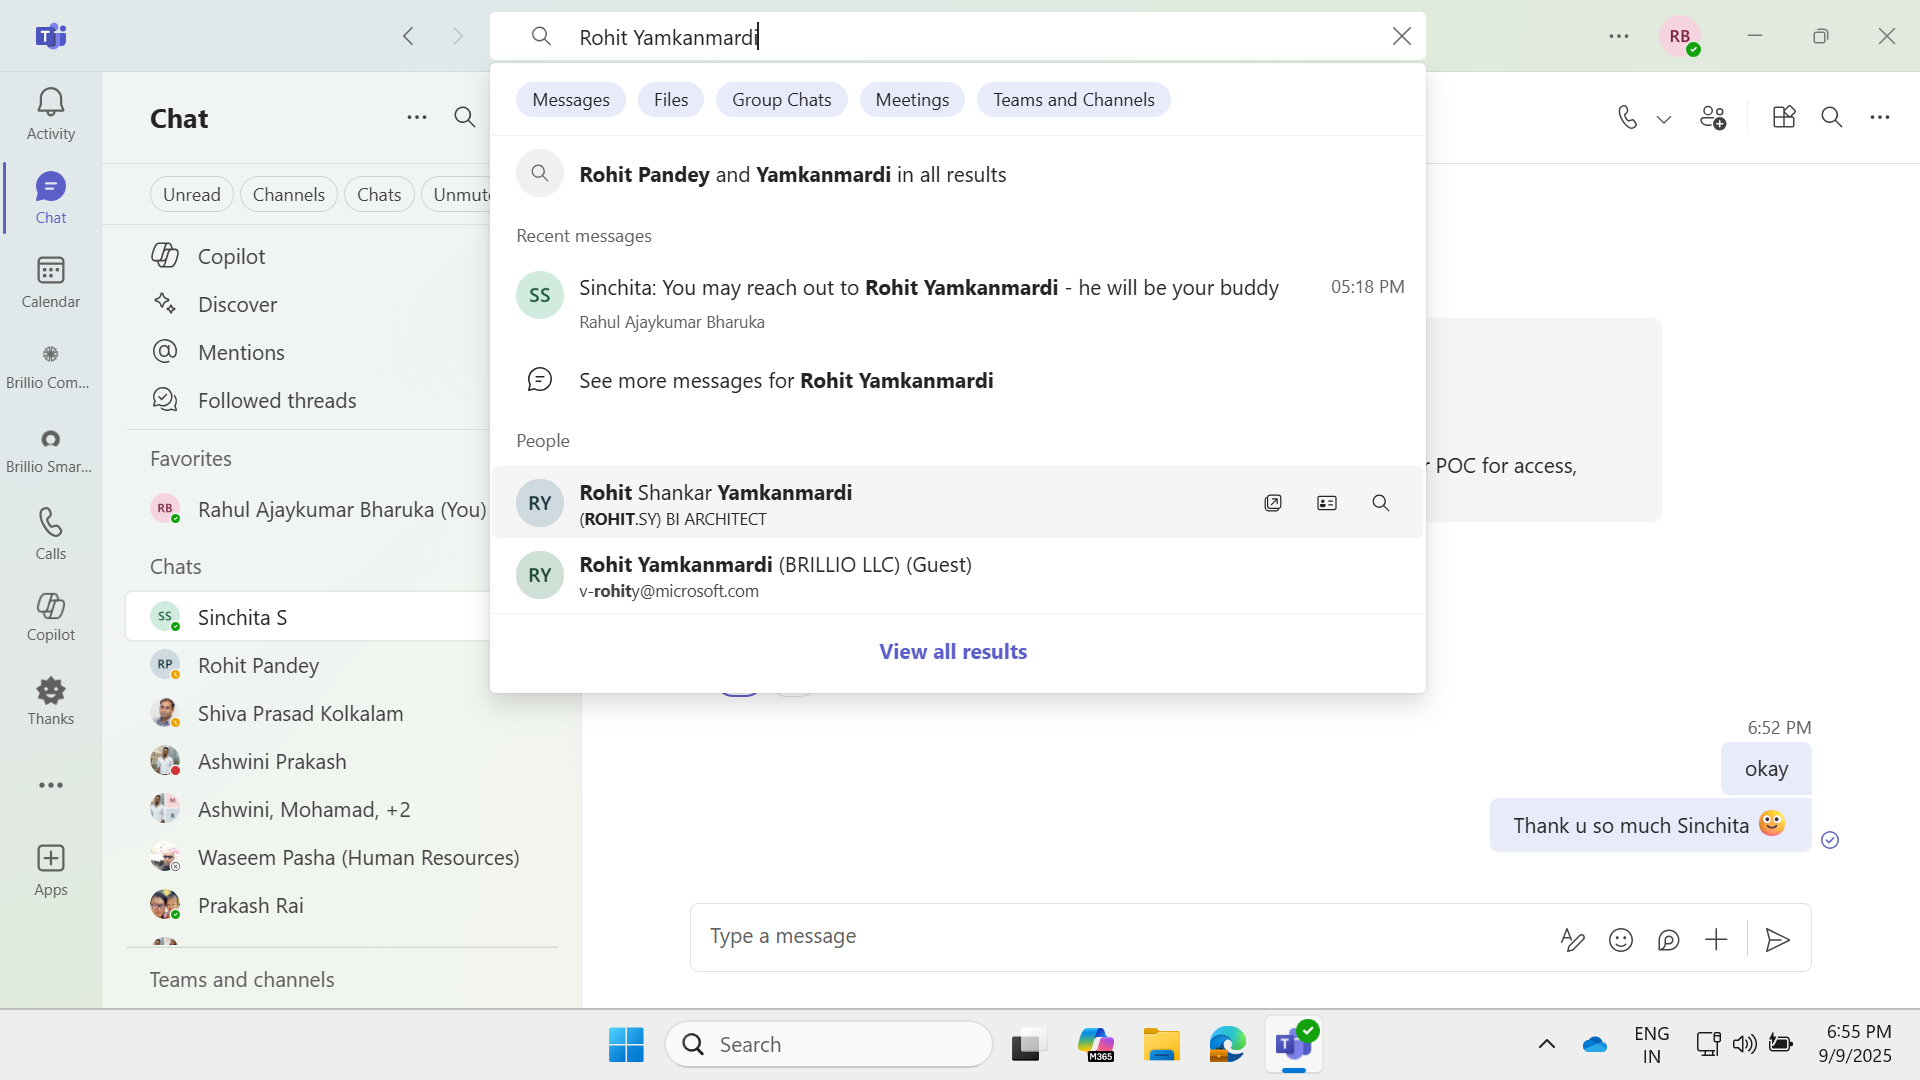 Rohit Yamkanmardi
RB
Activity
Chat
Calendar
Brillio Com...
Brillio Smar...
Calls
Copilot
Thanks
Apps
Chat
Unread
Channels
Chats
Unmute
Copilot
Discover
Mentions
Followed threads
Favorites
RB
Rahul Ajaykumar Bharuka (You)
Chats
SS
Sinchita S
RP
Rohit Pandey
Shiva Prasad Kolkalam
Ashwini Prakash
Ashwini, Mohamad, +2
Waseem Pasha (Human Resources)
Prakash Rai
Teams and channels
Messages
Files
Group Chats
Meetings
Teams and Channels
Rohit Pandey and Yamkanmardi in all results
Recent messages
SS
Sinchita: You may reach out to Rohit Yamkanmardi - he will be your buddy
05:18 PM
Rahul Ajaykumar Bharuka
See more messages for Rohit Yamkanmardi
People
RY
Rohit Shankar Yamkanmardi
(ROHIT.SY) BI ARCHITECT
RY
Rohit Yamkanmardi (BRILLIO LLC) (Guest)
v-rohity@microsoft.com
View all results
POC for access,
6:52 PM
okay
Thank u so much Sinchita
Type a message
Search
M365
ENG
IN
6:55 PM
9/9/2025